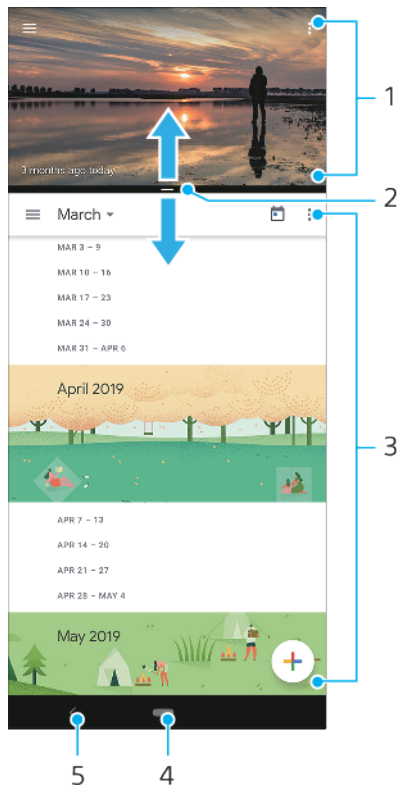 3 months ago today
1
2
March
MAR 3 – 9
MAR 10 – 16
MAR 17 – 23
MAR 24 – 30
MAR 31 – APR 6
April 2019
3
APR 7 – 13
APR 14 – 20
APR 21 – 27
APR 28 – MAY 4
May 2019
5
4